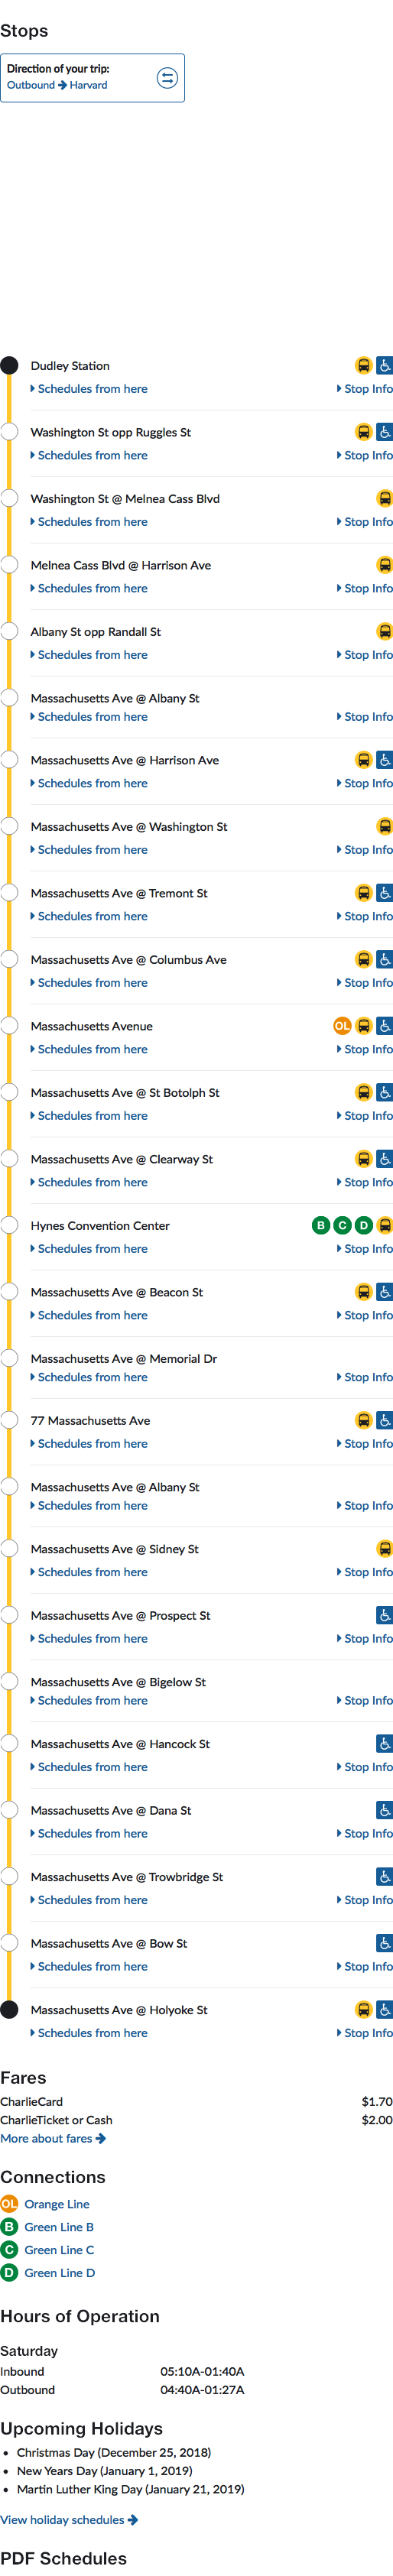 Stops
Direction of your trip:
Outbound Harvard
Dudley Station
Schedules from here Stop Info
Washington St opp Ruggles St
Schedules from here Stop Info
Washington St @ Melnea Cass Blvd
Schedules from here Stop Info
Melnea Cass Blvd @ Harrison Ave
Schedules from here Stop Info
Albany St opp Randall St
Schedules from here Stop Info
Massachusetts Ave @ Albany St
Schedules from here Stop Info
Massachusetts Ave @ Harrison Ave
Schedules from here Stop Info
Massachusetts Ave @ Washington St
Schedules from here Stop Info
Massachusetts Ave @ Tremont St
Schedules from here Stop Info
Massachusetts Ave @ Columbus Ave
Schedules from here Stop Info
Massachusetts Avenue OL
Schedules from here Stop Info
Massachusetts Ave @ St Botolph St
Schedules from here Stop Info
Massachusetts Ave @ Clearway St
Schedules from here Stop Info
Hynes Convention Center B C D
Schedules from here Stop Info
Massachusetts Ave @ Beacon St
Schedules from here Stop Info
Massachusetts Ave @ Memorial Dr
Schedules from here Stop Info
77 Massachusetts Ave
Schedules from here Stop Info
Massachusetts Ave @ Albany St
Schedules from here Stop Info
Massachusetts Ave @ Sidney St
Schedules from here Stop Info
Massachusetts Ave @ Prospect St
Schedules from here Stop Info
Massachusetts Ave @ Bigelow St
Schedules from here Stop Info
Massachusetts Ave @ Hancock St
Schedules from here Stop Info
Massachusetts Ave @ Dana St
Schedules from here Stop Info
Massachusetts Ave @ Trowbridge St
Schedules from here Stop Info
Massachusetts Ave @ Bow St
Schedules from here Stop Info
Massachusetts Ave @ Holyoke St
Schedules from here Stop Info
Fares
CharlieCard $1.70
CharlieTicket or Cash $2.00
More about fares
Connections
OL Orange Line
B Green Line B
C Green Line C
D Green Line D
Hours of Operation
Saturday
Inbound 05:10A-01:40A
Outbound 04:40A-01:27A
Upcoming Holidays
• Christmas Day (December 25, 2018)
• New Years Day (January 1, 2019)
• Martin Luther King Day (January 21, 2019)
View holiday schedules
PDF Schedules